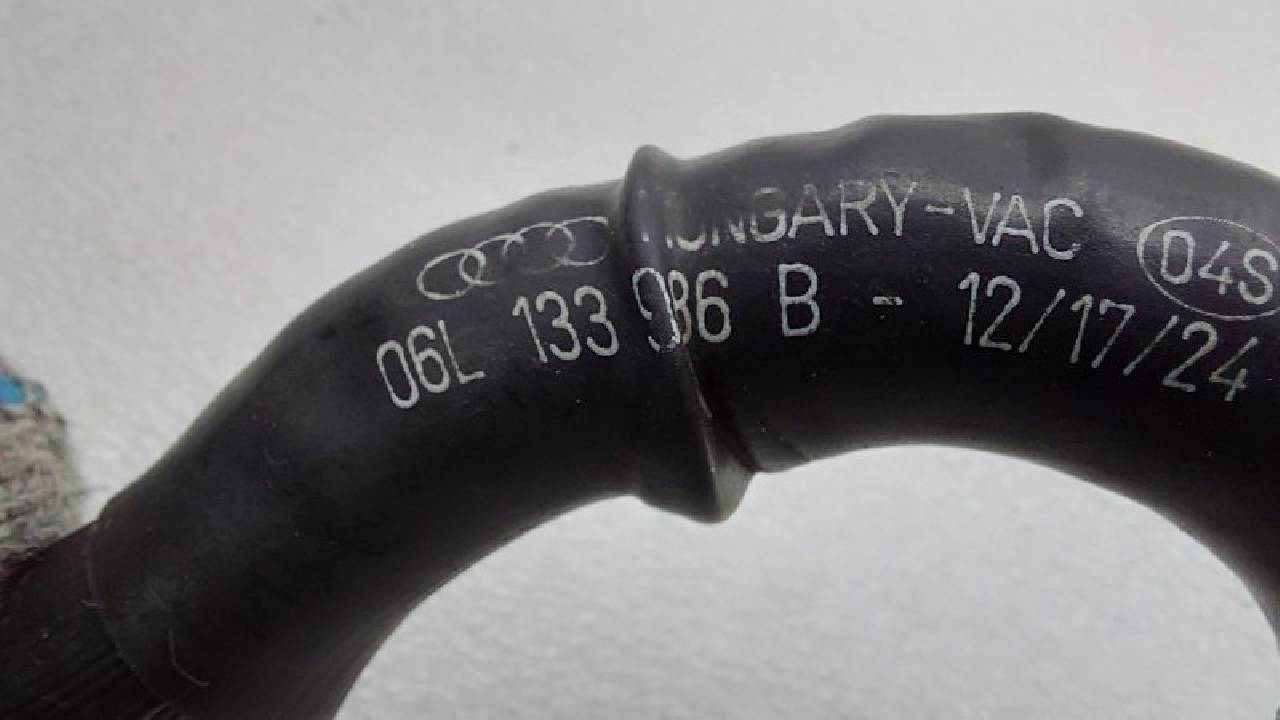 HUNGARY-VAC 04S
06L 133 986 B - 12/17/24